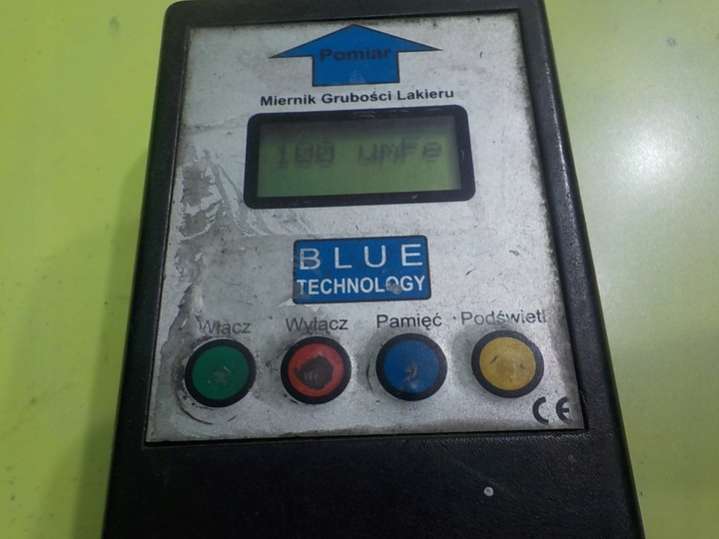 Pomiar
Miernik Grubości Lakieru
100 umFe
BLUE
TECHNOLOGY
Włącz Wyłącz Pamięć Podświetl
CE